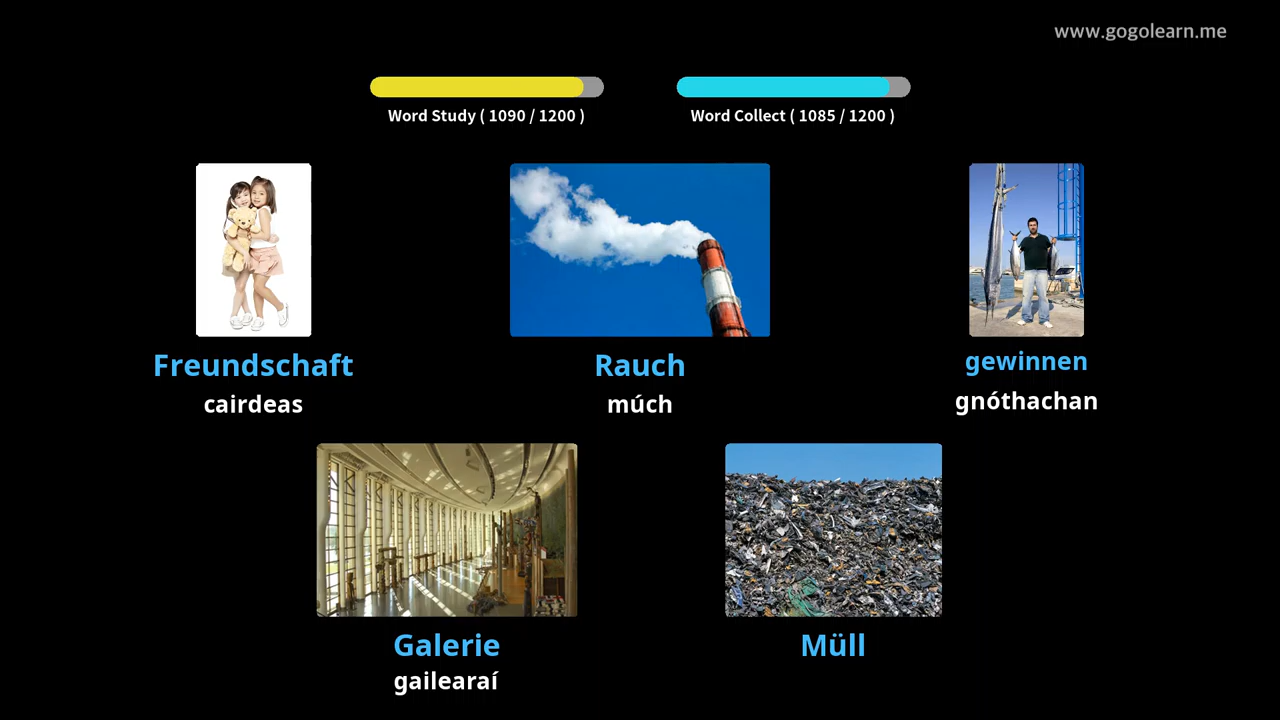 www.gogolearn.me
Word Study ( 1090 / 1200 )
Word Collect ( 1085 / 1200 )
Freundschaft
cairdeas
Rauch
múch
gewinnen
gnóthachan
Galerie
gailearaí
Müll